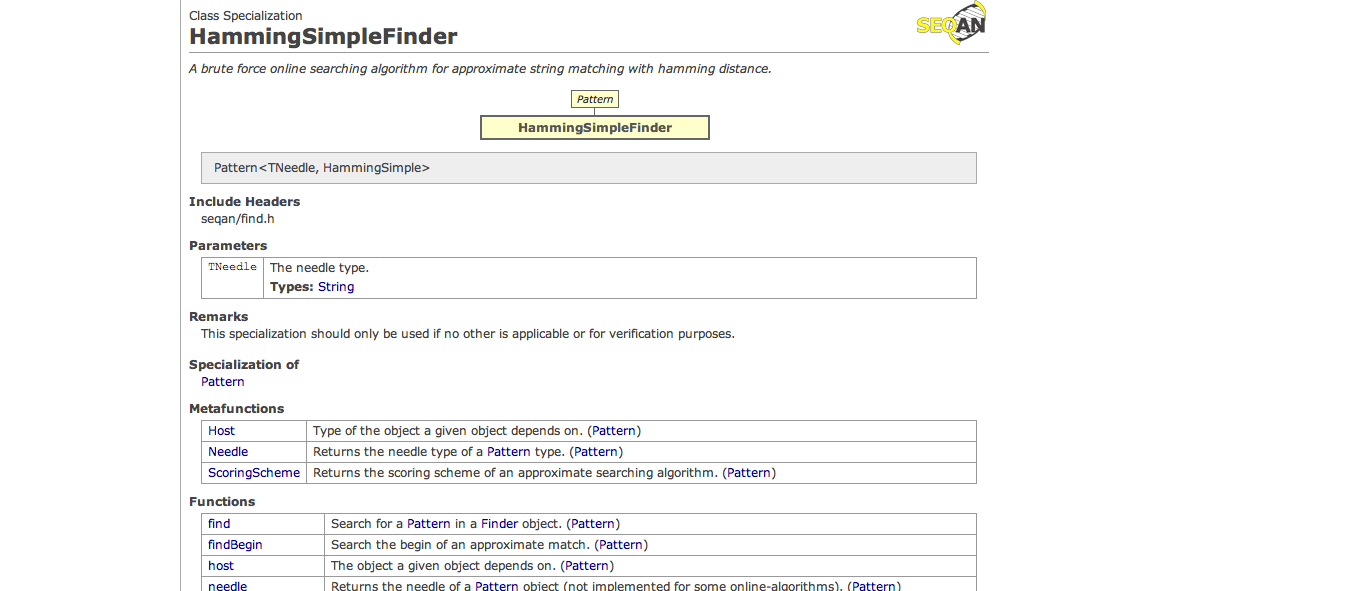 Class Specialization
HammingSimpleFinder
SEQAN
A brute force online searching algorithm for approximate string matching with hamming distance.
Pattern
HammingSimpleFinder
Pattern<TNeedle, HammingSimple>
Include Headers
seqan/find.h
Parameters
TNeedle The needle type.
Types: String
Remarks
This specialization should only be used if no other is applicable or for verification purposes.
Specialization of
Pattern
Metafunctions
Host Type of the object a given object depends on. (Pattern)
Needle Returns the needle type of a Pattern type. (Pattern)
ScoringScheme Returns the scoring scheme of an approximate searching algorithm. (Pattern)
Functions
find Search for a Pattern in a Finder object. (Pattern)
findBegin Search the begin of an approximate match. (Pattern)
host The object a given object depends on. (Pattern)
needle Returns the needle of a Pattern object (not implemented for some online-algorithms). (Pattern)